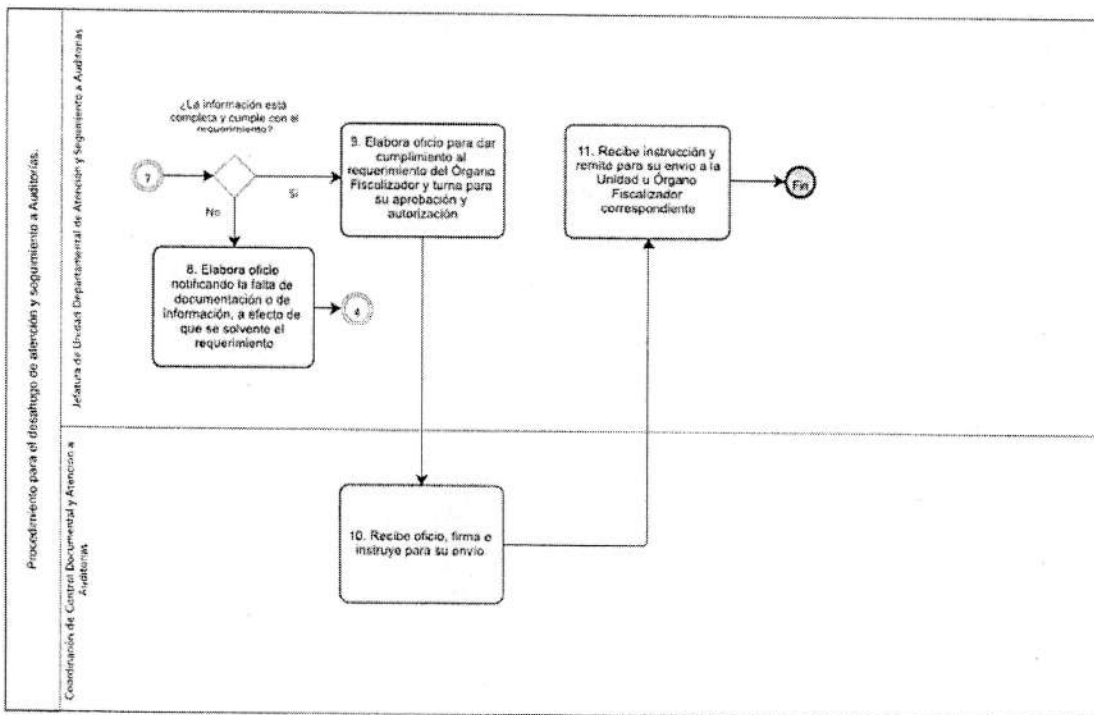 Procedimiento para el desahogo de atención y seguimiento a Auditorías.
Jefatura de Unidad Departamental de Atención y Seguimiento a Auditorías
¿La información está
completa y cumple con el
requerimiento?
7
Si
No
9. Elabora oficio para dar
cumplimiento al
requerimiento del Órgano
Fiscalizador y turna para
su aprobación y
autorización
11. Recibe instrucción y
remite para su envio a la
Unidad u Órgano
Fiscalizador
correspondiente
Fin
8. Elabora oficio
notificando la falta de
documentación o de
información, a efecto de
que se solvente el
requerimiento
4
Coordinación de Control Documental y Atención a
Auditorías
10. Recibe oficio, firma e
instruye para su envío